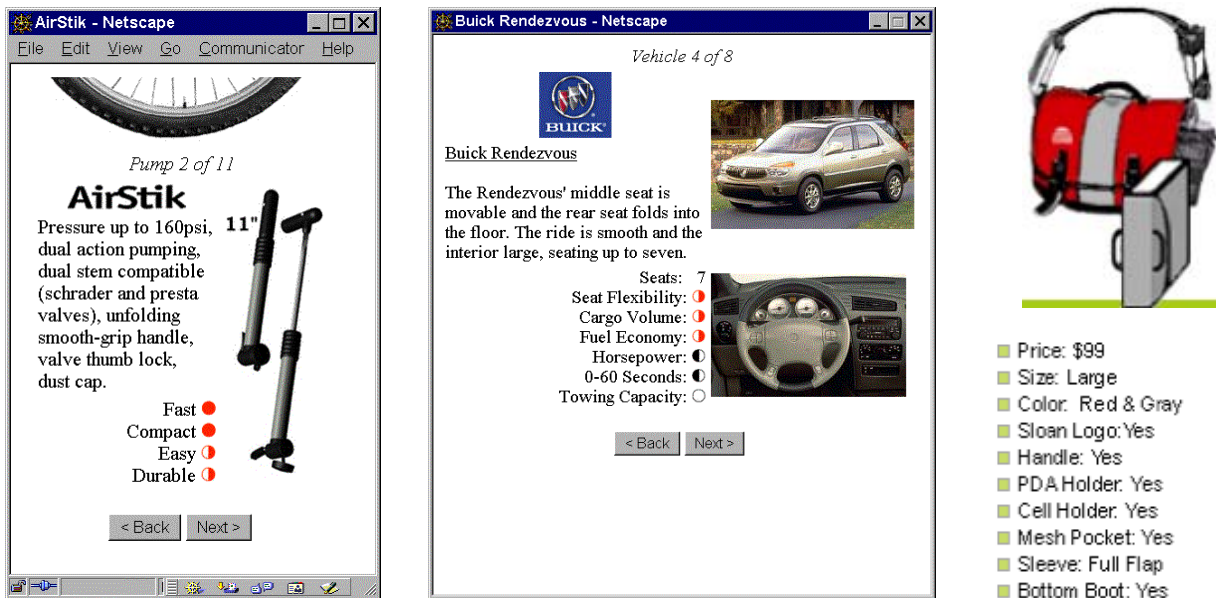 AirStik - Netscape
File Edit View Go Communicator Help
Pump 2 of 11
AirStik
11"
Pressure up to 160psi,
dual action pumping,
dual stem compatible
(schrader and presta
valves), unfolding
smooth-grip handle,
valve thumb lock,
dust cap.
Fast
Compact
Easy
Durable
< Back Next >
Buick Rendezvous - Netscape
Vehicle 4 of 8
BUICK
Buick Rendezvous
The Rendezvous' middle seat is
movable and the rear seat folds into
the floor. The ride is smooth and the
interior large, seating up to seven.
Seats: 7
Seat Flexibility:
Cargo Volume:
Fuel Economy:
Horsepower:
0-60 Seconds:
Towing Capacity:
< Back Next >
Price: $99
Size: Large
Color: Red & Gray
Sloan Logo:Yes
Handle: Yes
PDA Holder: Yes
Cell Holder: Yes
Mesh Pocket: Yes
Sleeve: Full Flap
Bottom Boot: Yes